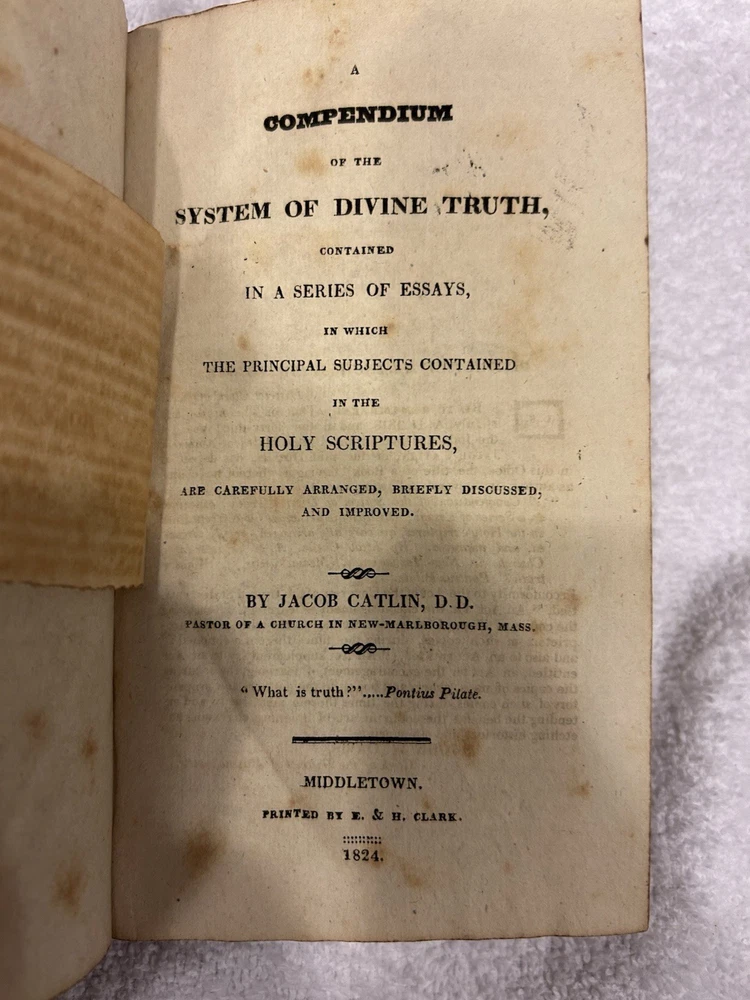 A
COMPENDIUM
OF THE
SYSTEM OF DIVINE TRUTH,
CONTAINED
IN A SERIES OF ESSAYS,
IN WHICH
THE PRINCIPAL SUBJECTS CONTAINED
IN THE
HOLY SCRIPTURES,
ARE CAREFULLY ARRANGED, BRIEFLY DISCUSSED,
AND IMPROVED.
BY JACOB CATLIN, D.D.
PASTOR OF A CHURCH IN NEW-MARLBOROUGH, MASS.
"What is truth?".....Pontius Pilate.
MIDDLETOWN.
PRINTED BY E. & H. CLARK.
1824.